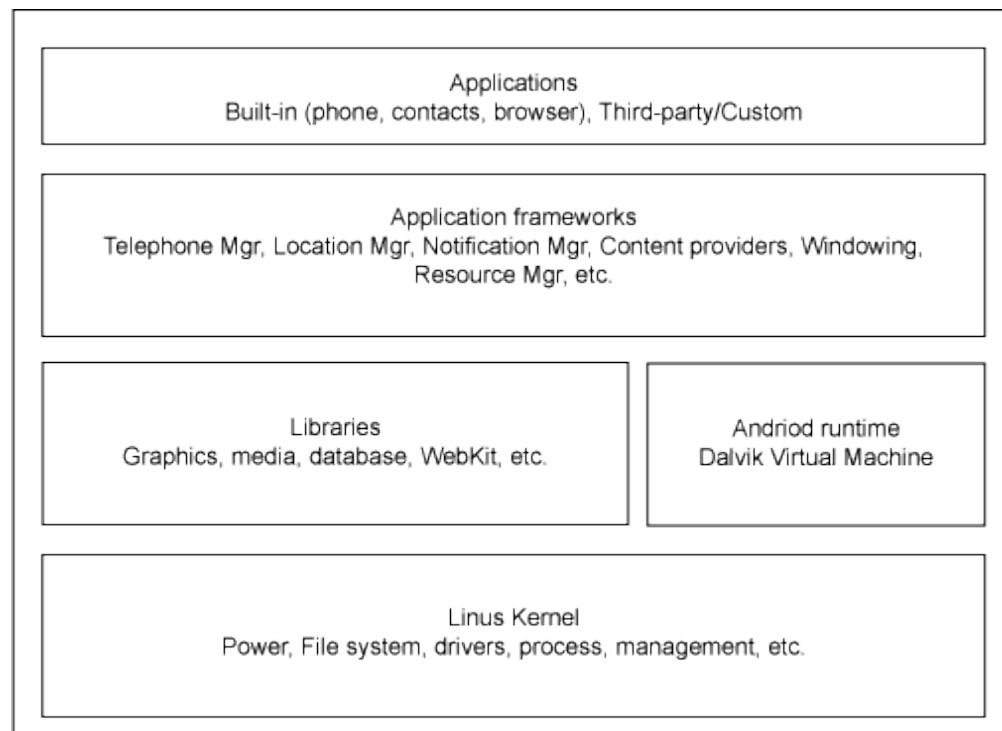 Applications
Built-in (phone, contacts, browser), Third-party/Custom
Application frameworks
Telephone Mgr, Location Mgr, Notification Mgr, Content providers, Windowing,
Resource Mgr, etc.
Libraries
Graphics, media, database, WebKit, etc.
Andriod runtime
Dalvik Virtual Machine
Linus Kernel
Power, File system, drivers, process, management, etc.